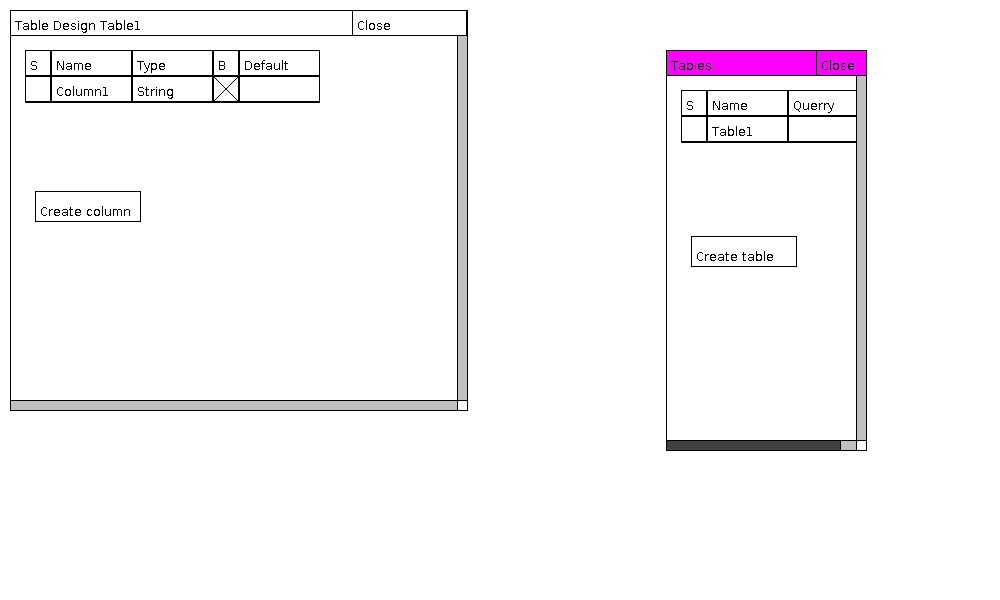 Table Design Table1 Close
S Name Type B Default
Column1 String
Create column
Tables Close
S Name Querry
Table1
Create table